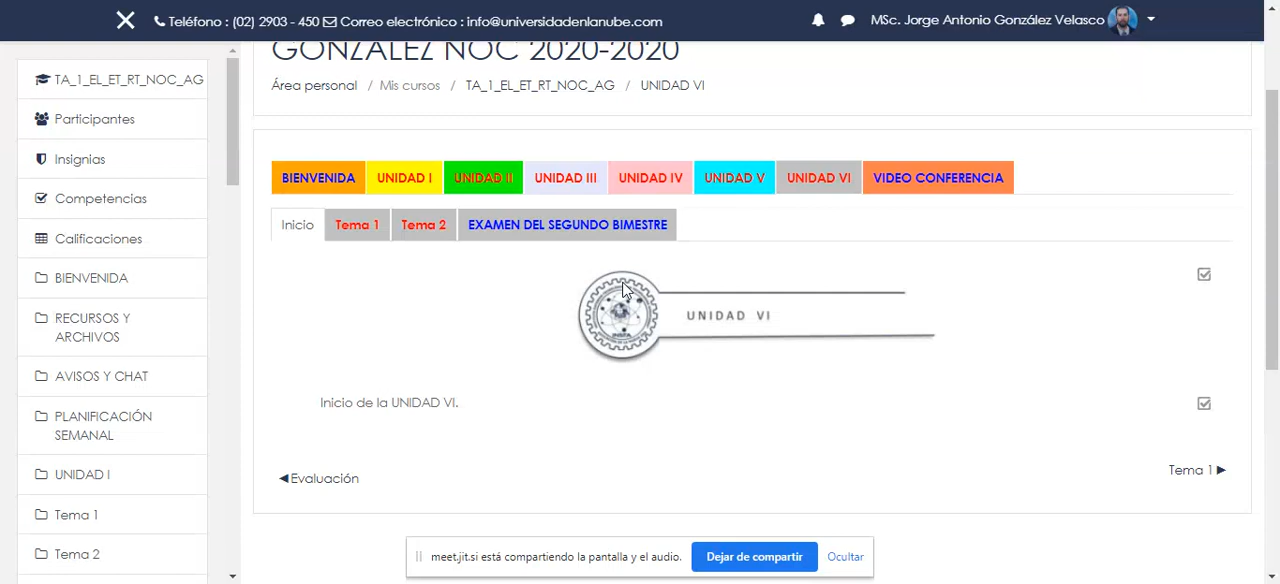 Teléfono : (02) 2903 - 450 Correo electrónico : info@universidadenlanube.com
MSc. Jorge Antonio González Velasco
TA_1_EL_ET_RT_NOC_AG
Participantes
Insignias
Competencias
Calificaciones
BIENVENIDA
RECURSOS Y
ARCHIVOS
AVISOS Y CHAT
PLANIFICACIÓN
SEMANAL
UNIDAD I
Tema 1
Tema 2
GONZÁLEZ NOC 2020-2020
Área personal / Mis cursos / TA_1_EL_ET_RT_NOC_AG / UNIDAD VI
BIENVENIDA UNIDAD I UNIDAD II UNIDAD III UNIDAD IV UNIDAD V UNIDAD VI VIDEO CONFERENCIA
Inicio Tema 1 Tema 2 EXAMEN DEL SEGUNDO BIMESTRE
UNIDAD VI
Inicio de la UNIDAD VI.
◀Evaluación
Tema 1▶
meet.jit.si está compartiendo la pantalla y el audio. Dejar de compartir Ocultar